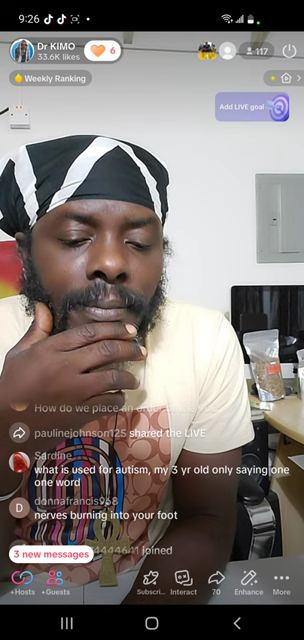 9:26
Dr KiMO
33.6K likes
6
117
Weekly Ranking
Add LIVE goal
How do we place an order
paulinejohnson125 shared the LIVE
Sardine
what is used for autism, my 3 yr old only saying one
one word
D
donnafrancis968
nerves burning into your foot
3 new messages
joined
+Hosts
+Guests
Subscri...
Interact
70
Enhance
More